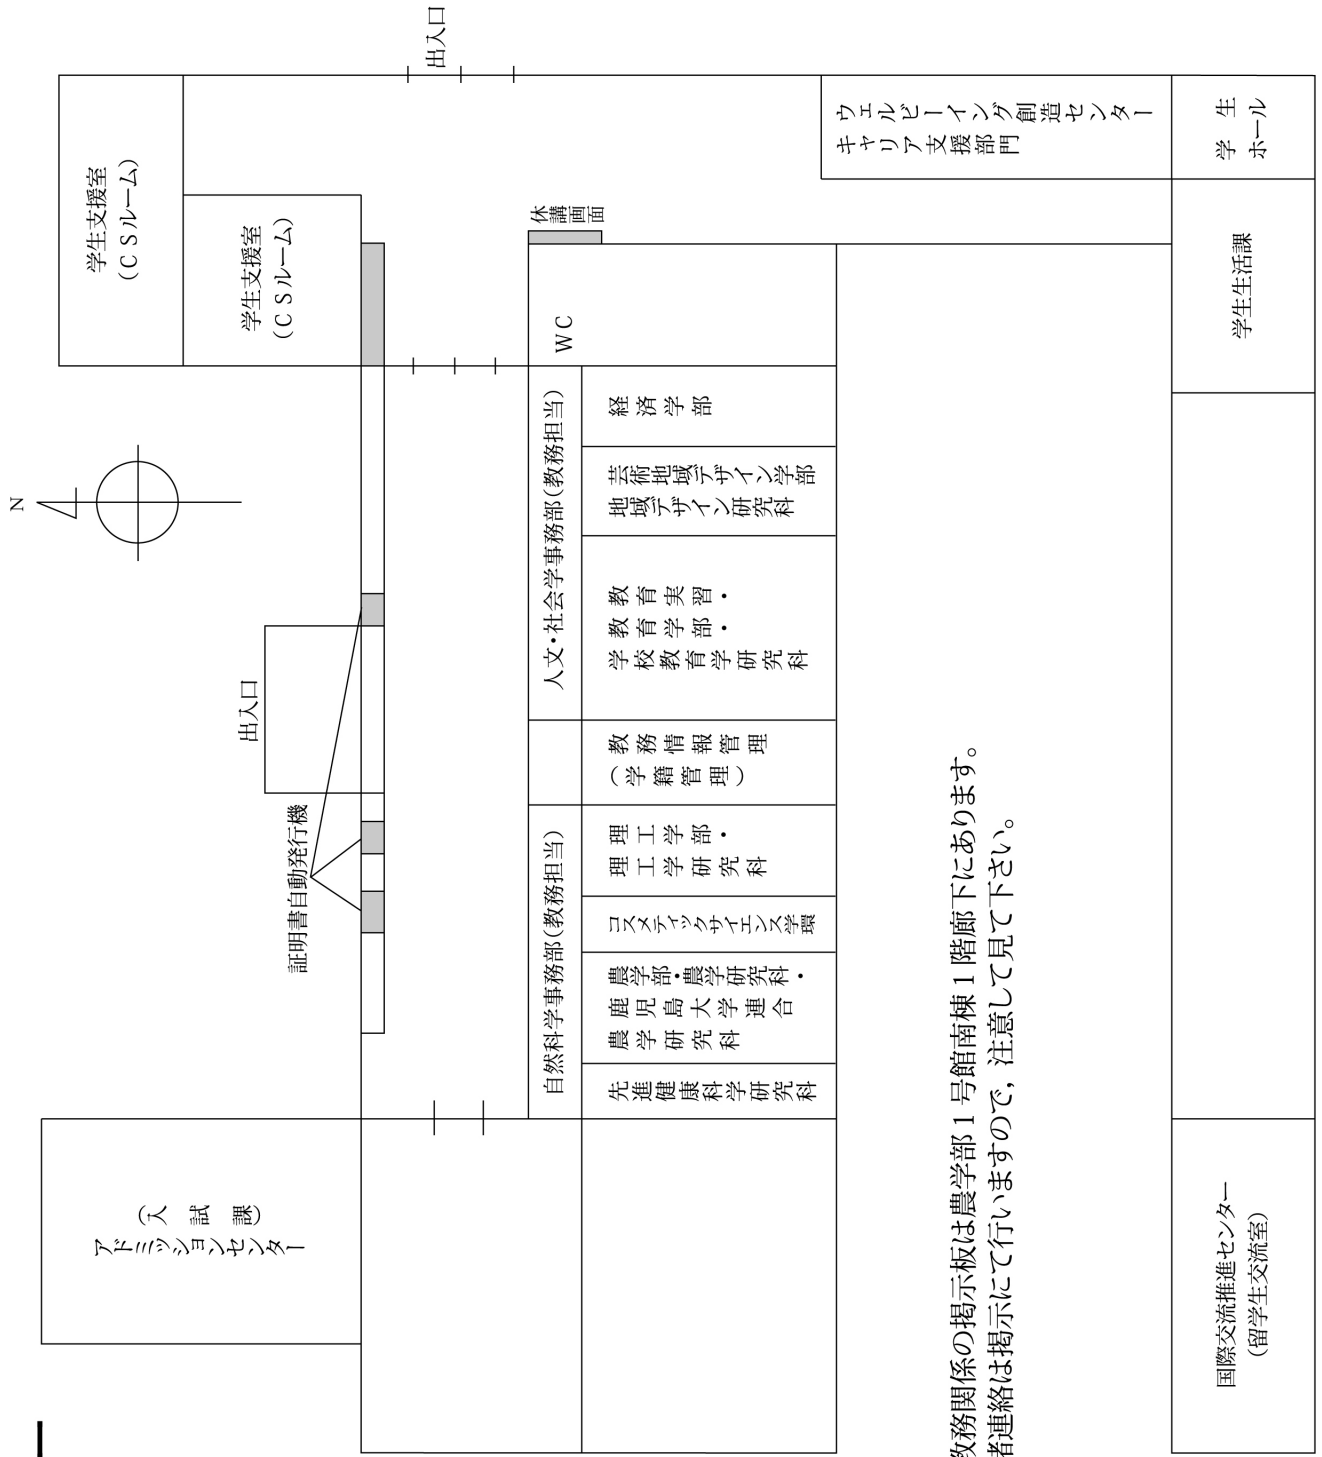 N
アドミッションセンター
（入試課）
証明書自動発行機
出入口
学生支援室
（ＣＳルーム）
学生支援室
（ＣＳルーム）
出入口
自然科学事務部（教務担当）
人文・社会学事務部（教務担当）
WC
休講
画面
先進健康科学研究科
農学部・農学研究科・
鹿児島大学連合
農学研究科
コスメティックサイエンス学環
理工学部・
理工学研究科
教務情報管理
（学籍管理）
教育実習・
教育学部・
学校教育学研究科
芸術地域デザイン学部
地域デザイン研究科
経済学部
ウェルビーイング創造センター
キャリア支援部門
教務関係の掲示板は農学部1号館南棟1階廊下にあります。
連絡は掲示にて行いますので，注意して見て下さい。
国際交流推進センター
（留学生交流室）
学生生活課
学生
ホール